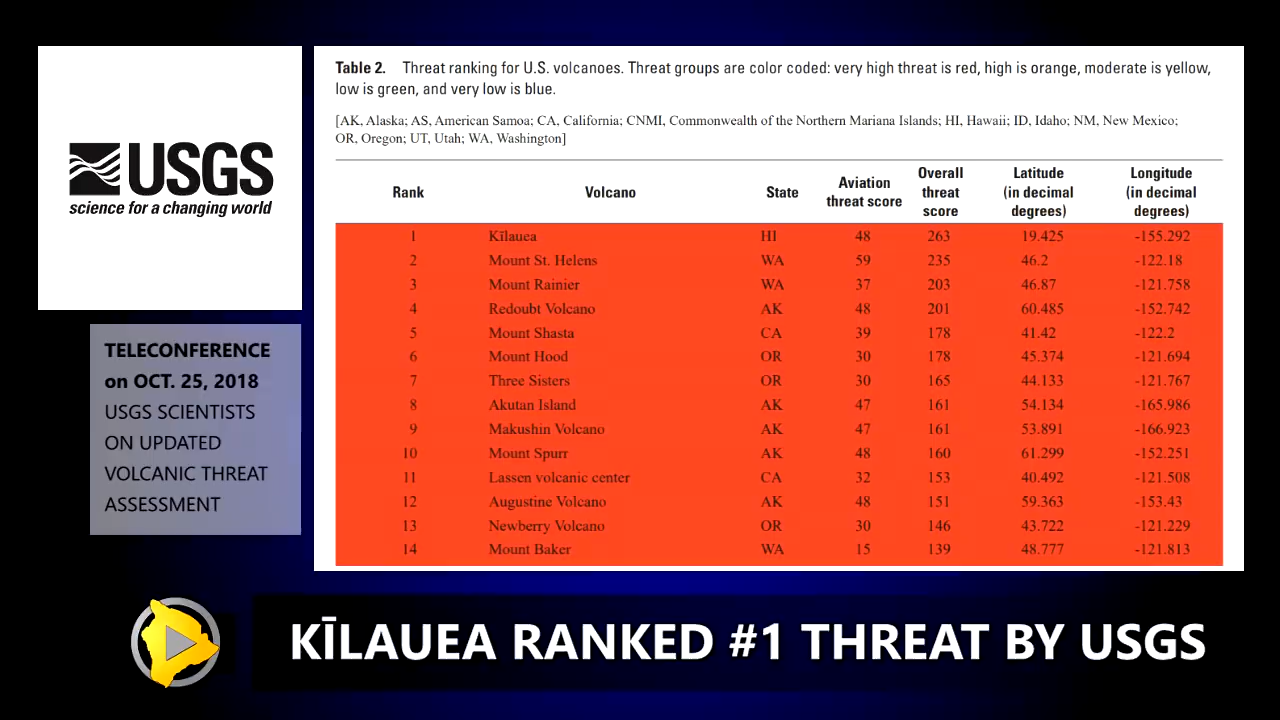 USGS
science for a changing world
TELECONFERENCE
on OCT. 25, 2018
USGS SCIENTISTS
ON UPDATED
VOLCANIC THREAT
ASSESSMENT
Table 2. Threat ranking for U.S. volcanoes. Threat groups are color coded: very high threat is red, high is orange, moderate is yellow,
low is green, and very low is blue.
[AK, Alaska; AS, American Samoa; CA, California; CNMI, Commonwealth of the Northern Mariana Islands; HI, Hawaii; ID, Idaho; NM, New Mexico;
OR, Oregon; UT, Utah; WA, Washington]
Rank Volcano State Aviation threat score Overall threat score Latitude (in decimal degrees) Longitude (in decimal degrees)
1 Kīlauea HI 48 263 19.425 -155.292
2 Mount St. Helens WA 59 235 46.2 -122.18
3 Mount Rainier WA 37 203 46.87 -121.758
4 Redoubt Volcano AK 48 201 60.485 -152.742
5 Mount Shasta CA 39 178 41.42 -122.2
6 Mount Hood OR 30 178 45.374 -121.694
7 Three Sisters OR 30 165 44.133 -121.767
8 Akutan Island AK 47 161 54.134 -165.986
9 Makushin Volcano AK 47 161 53.891 -166.923
10 Mount Spurr AK 48 160 61.299 -152.251
11 Lassen volcanic center CA 32 153 40.492 -121.508
12 Augustine Volcano AK 48 151 59.363 -153.43
13 Newberry Volcano OR 30 146 43.722 -121.229
14 Mount Baker WA 15 139 48.777 -121.813
KĪLAUEA RANKED #1 THREAT BY USGS